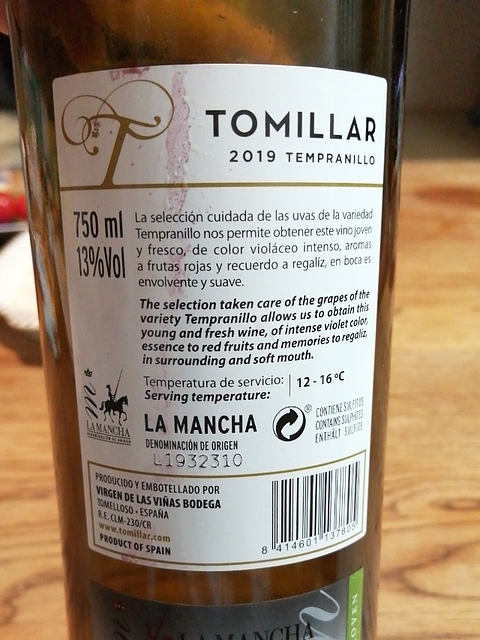 TOMILLAR
2019 TEMPRANILLO
750 ml
13%Vol
La selección cuidada de las uvas de la variedad
Tempranillo nos permite obtener este vino joven
y fresco, de color violáceo intenso, aromas
a frutas rojas y recuerdo a regaliz, en boca es
envolvente y suave.
The selection taken care of the grapes of the
variety Tempranillo allows us to obtain this
young and fresh wine, of intense violet color,
essence to red fruits and memories to regaliz,
in surrounding and soft mouth.
Temperatura de servicio:
Serving temperature:
12 - 16 ºC
LA MANCHA
DENOMINACIÓN DE ORIGEN
LA MANCHA
DENOMINACIÓN DE ORIGEN
L1932310
®
CONTIENE SULFITOS
CONTAINS SULPHITES
ENTHÄLT SULFITE
PRODUCIDO Y EMBOTELLADO POR
VIRGEN DE LAS VIÑAS BODEGA
TOMELLOSO • ESPAÑA
R.E. CLM-230/CR
www.tomillar.com
PRODUCT OF SPAIN
8 414601 137805
LA MANCHA
OVEN